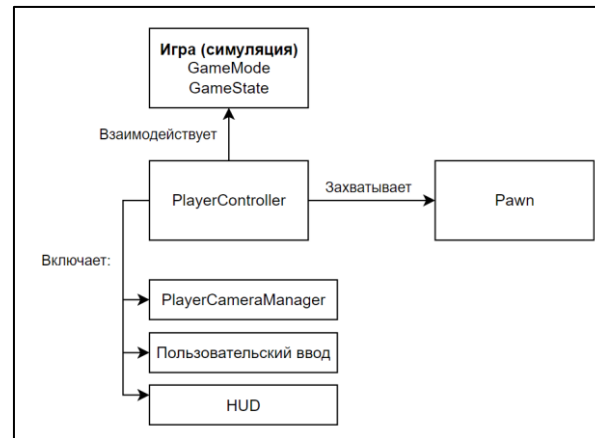 Игра (симуляция)
GameMode
GameState
Взаимодействует
PlayerController
Захватывает
Pawn
Включает:
PlayerCameraManager
Пользовательский ввод
HUD